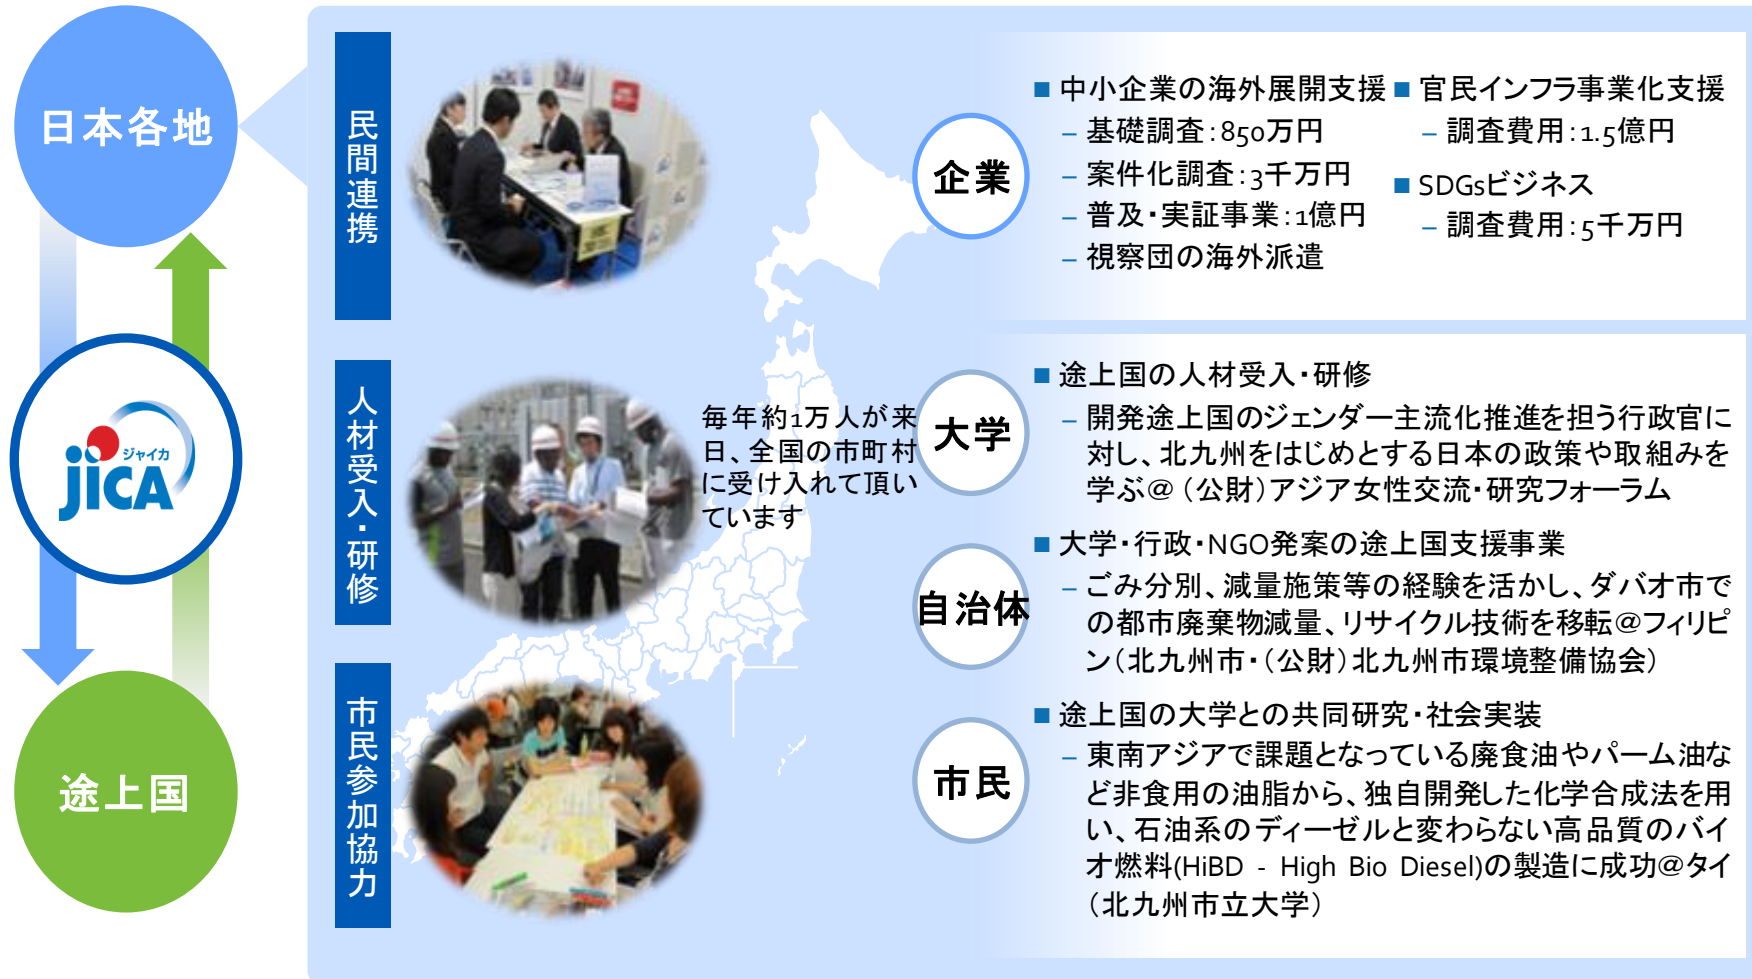 日本各地
ジャイカ
JICA
途上国
民間連携
人材受入・研修
毎年約1万人が来
日、全国の市町村
に受け入れて頂い
ています
市民参加協力
企業
■ 中小企業の海外展開支援
– 基礎調査：850万円
– 案件化調査：3千万円
– 普及・実証事業：1億円
– 視察団の海外派遣
■ 官民インフラ事業化支援
– 調査費用：1.5億円
■ SDGsビジネス
– 調査費用：5千万円
大学
自治体
市民
■ 途上国の人材受入・研修
– 開発途上国のジェンダー主流化推進を担う行政官に
対し、北九州をはじめとする日本の政策や取組みを
学ぶ＠（公財）アジア女性交流・研究フォーラム
■ 大学・行政・NGO発案の途上国支援事業
– ごみ分別、減量施策等の経験を活かし、ダバオ市で
の都市廃棄物減量、リサイクル技術を移転＠フィリピ
ン（北九州市・（公財）北九州市環境整備協会）
■ 途上国の大学との共同研究・社会実装
– 東南アジアで課題となっている廃食油やパーム油な
ど非食用の油脂から、独自開発した化学合成法を用
い、石油系のディーゼルと変わらない高品質のバイ
オ燃料(HiBD - High Bio Diesel)の製造に成功＠タイ
（北九州市立大学）